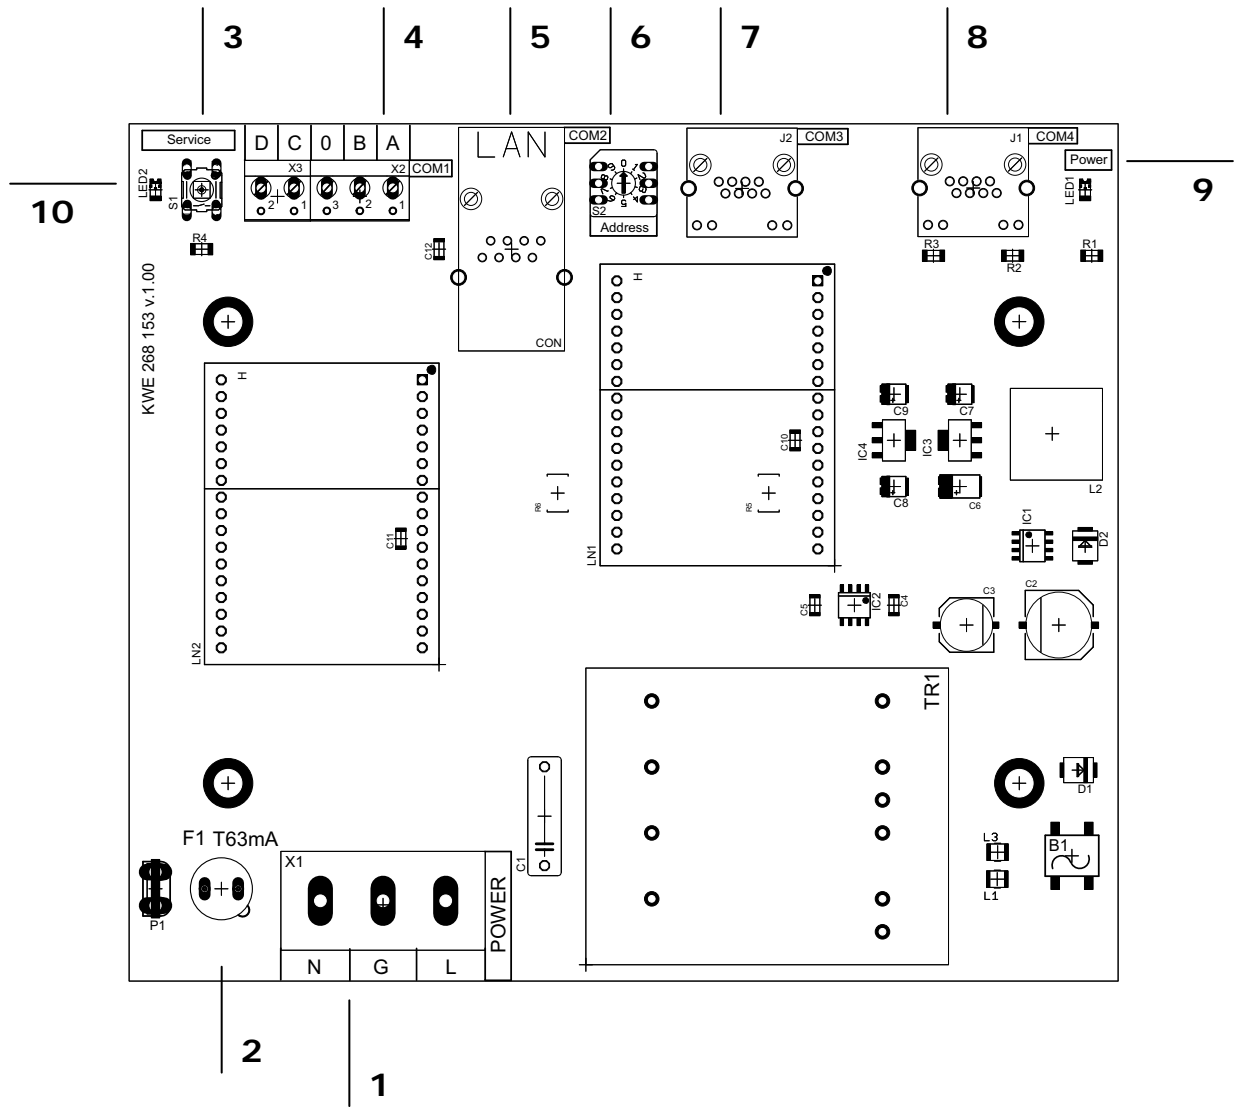 3
4
5
6
7
8
Service
D C 0 B A
LAN
COM2
J2
COM3
J1
COM4
Power
X3
X2
COM1
LED2
S1
2
1
3
2
1
S2
Address
LED1
9
10
R4
C12
R3
R2
R1
KWE 268 153 v.1.00
H
CON
H
C9
C7
IC4
IC3
C10
L2
C8
C6
R6
R5
IC1
D2
C11
LN1
C5
IC2
C4
C3
C2
LN2
TR1
D1
F1 T63mA
C1
L3
B1
L1
X1
P1
POWER
N G L
2
1